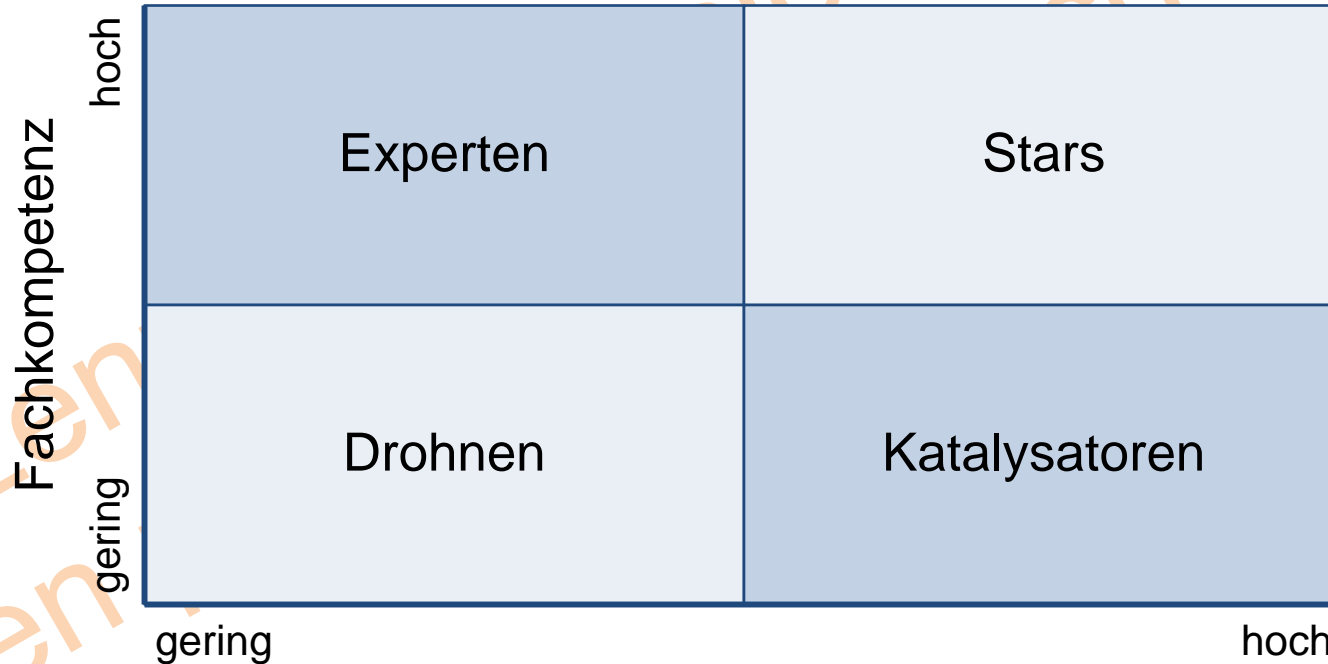 Fachkompetenz
hoch
gering
Experten
Stars
Drohnen
Katalysatoren
gering
hoch